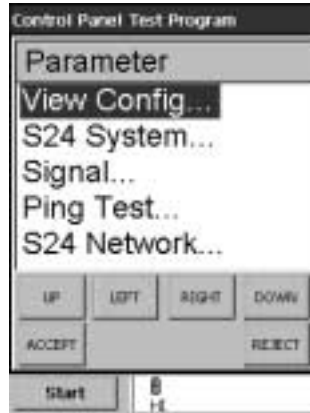 Control Panel Test Program
Parameter
View Config...
S24 System...
Signal...
Ping Test...
S24 Network...
UP LEFT RIGHT DOWN
ACCEPT REJECT
Start